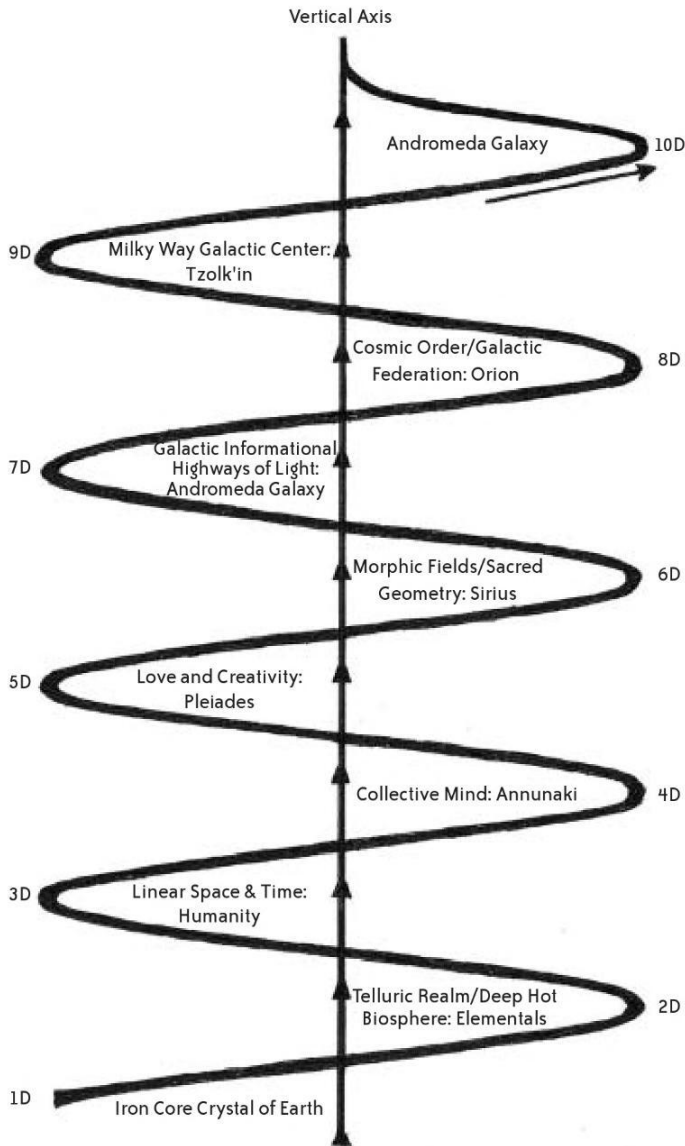 Vertical Axis
Andromeda Galaxy
10D
9D
Milky Way Galactic Center:
Tzolk'in
Cosmic Order/Galactic
Federation: Orion
8D
Galactic Informational
Highways of Light:
Andromeda Galaxy
7D
Morphic Fields/Sacred
Geometry: Sirius
6D
5D
Love and Creativity:
Pleiades
Collective Mind: Annunaki
4D
3D
Linear Space & Time:
Humanity
Telluric Realm/Deep Hot
Biosphere: Elementals
2D
1D
Iron Core Crystal of Earth